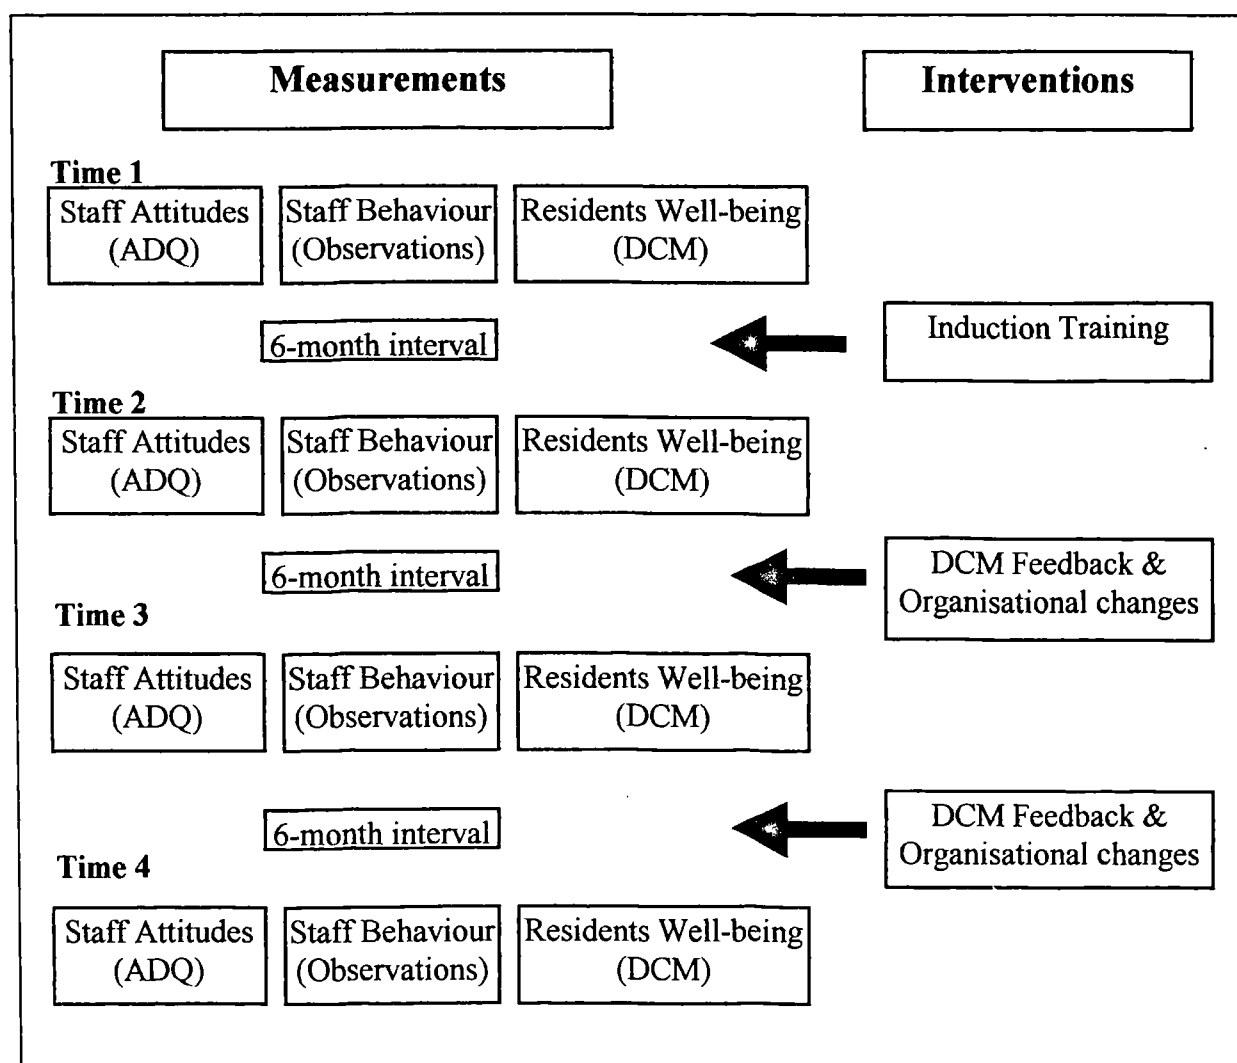 Measurements
Interventions
Time 1
Staff Attitudes
(ADQ)
Staff Behaviour
(Observations)
Residents Well-being
(DCM)
6-month interval
Induction Training
Time 2
Staff Attitudes
(ADQ)
Staff Behaviour
(Observations)
Residents Well-being
(DCM)
6-month interval
DCM Feedback &
Organisational changes
Time 3
Staff Attitudes
(ADQ)
Staff Behaviour
(Observations)
Residents Well-being
(DCM)
6-month interval
DCM Feedback &
Organisational changes
Time 4
Staff Attitudes
(ADQ)
Staff Behaviour
(Observations)
Residents Well-being
(DCM)